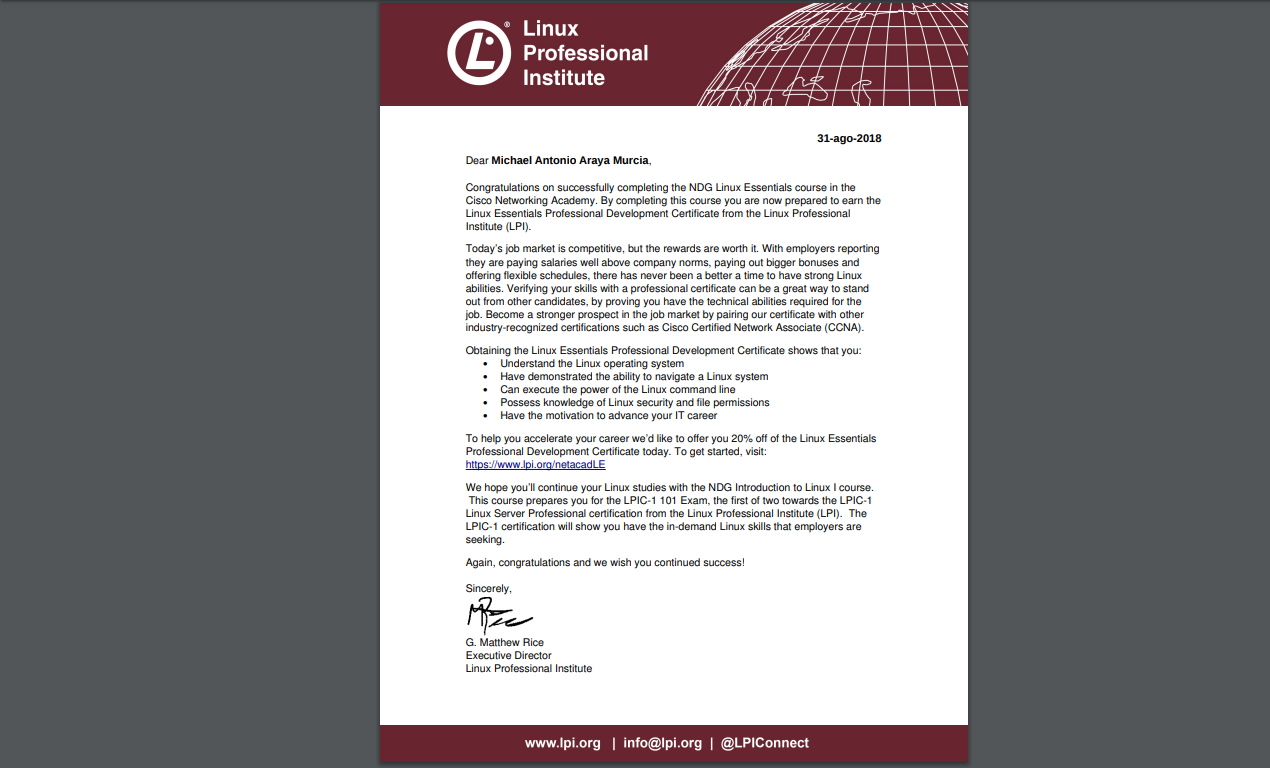 Linux
Professional
Institute
31-ago-2018
Dear Michael Antonio Araya Murcia,
Congratulations on successfully completing the NDG Linux Essentials course in the
Cisco Networking Academy. By completing this course you are now prepared to earn the
Linux Essentials Professional Development Certificate from the Linux Professional
Institute (LPI).
Today's job market is competitive, but the rewards are worth it. With employers reporting
they are paying salaries well above company norms, paying out bigger bonuses and
offering flexible schedules, there has never been a better a time to have strong Linux
abilities. Verifying your skills with a professional certificate can be a great way to stand
out from other candidates, by proving you have the technical abilities required for the
job. Become a stronger prospect in the job market by pairing our certificate with other
industry-recognized certifications such as Cisco Certified Network Associate (CCNA).
Obtaining the Linux Essentials Professional Development Certificate shows that you:
• Understand the Linux operating system
• Have demonstrated the ability to navigate a Linux system
• Can execute the power of the Linux command line
• Possess knowledge of Linux security and file permissions
• Have the motivation to advance your IT career
To help you accelerate your career we'd like to offer you 20% off of the Linux Essentials
Professional Development Certificate today. To get started, visit:
https://www.lpi.org/netacadLE
We hope you'll continue your Linux studies with the NDG Introduction to Linux I course.
This course prepares you for the LPIC-1 101 Exam, the first of two towards the LPIC-1
Linux Server Professional certification from the Linux Professional Institute (LPI). The
LPIC-1 certification will show you have the in-demand Linux skills that employers are
seeking.
Again, congratulations and we wish you continued success!
Sincerely,
G. Matthew Rice
Executive Director
Linux Professional Institute
www.lpi.org | info@lpi.org | @LPIConnect